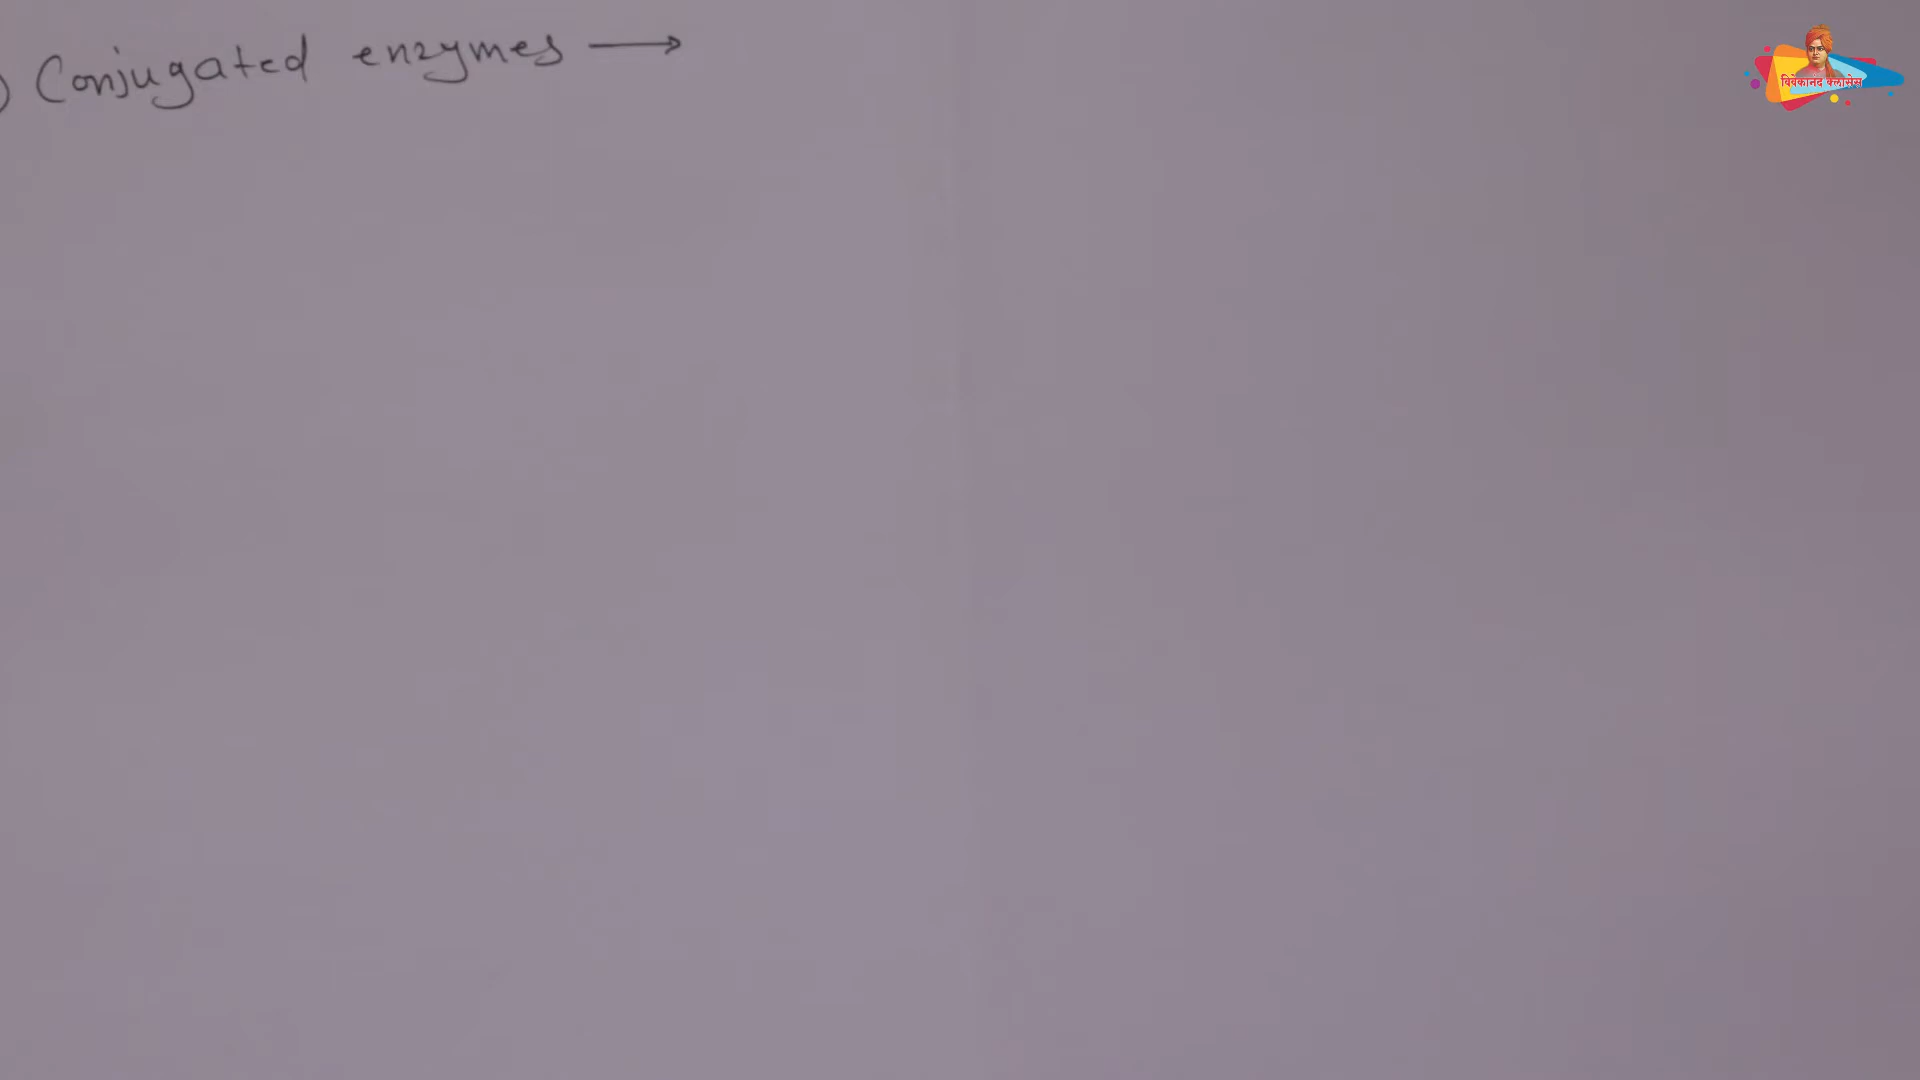 ) Conjugated enzymes →
विवेकानंद क्लासेस